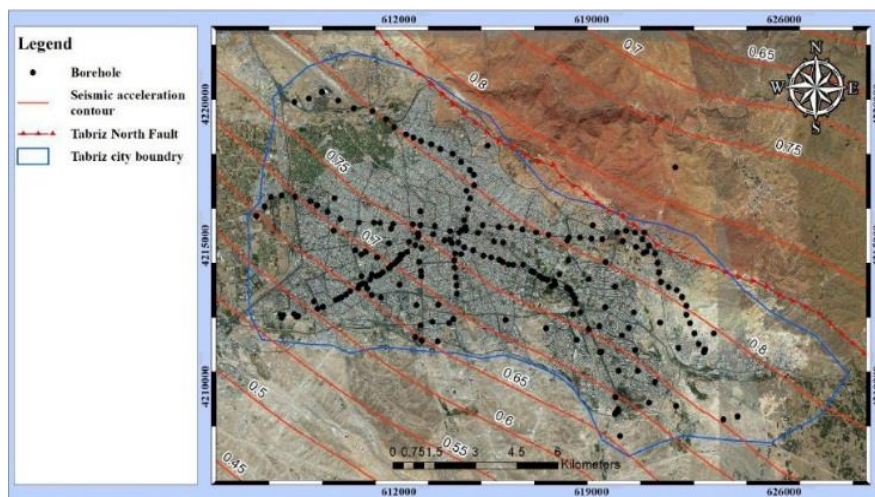 Legend
Borehole
Seismic acceleration
contour
Tabriz North Fault
Tabriz city boundry
612000
619000
626000
4220000
4215000
4210000
N
W
E
S
0.7
0.65
0.8
0.75
0.75
0.7
0.8
0.65
0.6
0.5
0.55
0.45
0 0.75 1.5 3 4.5 6
Kilometers
612000
619000
626000